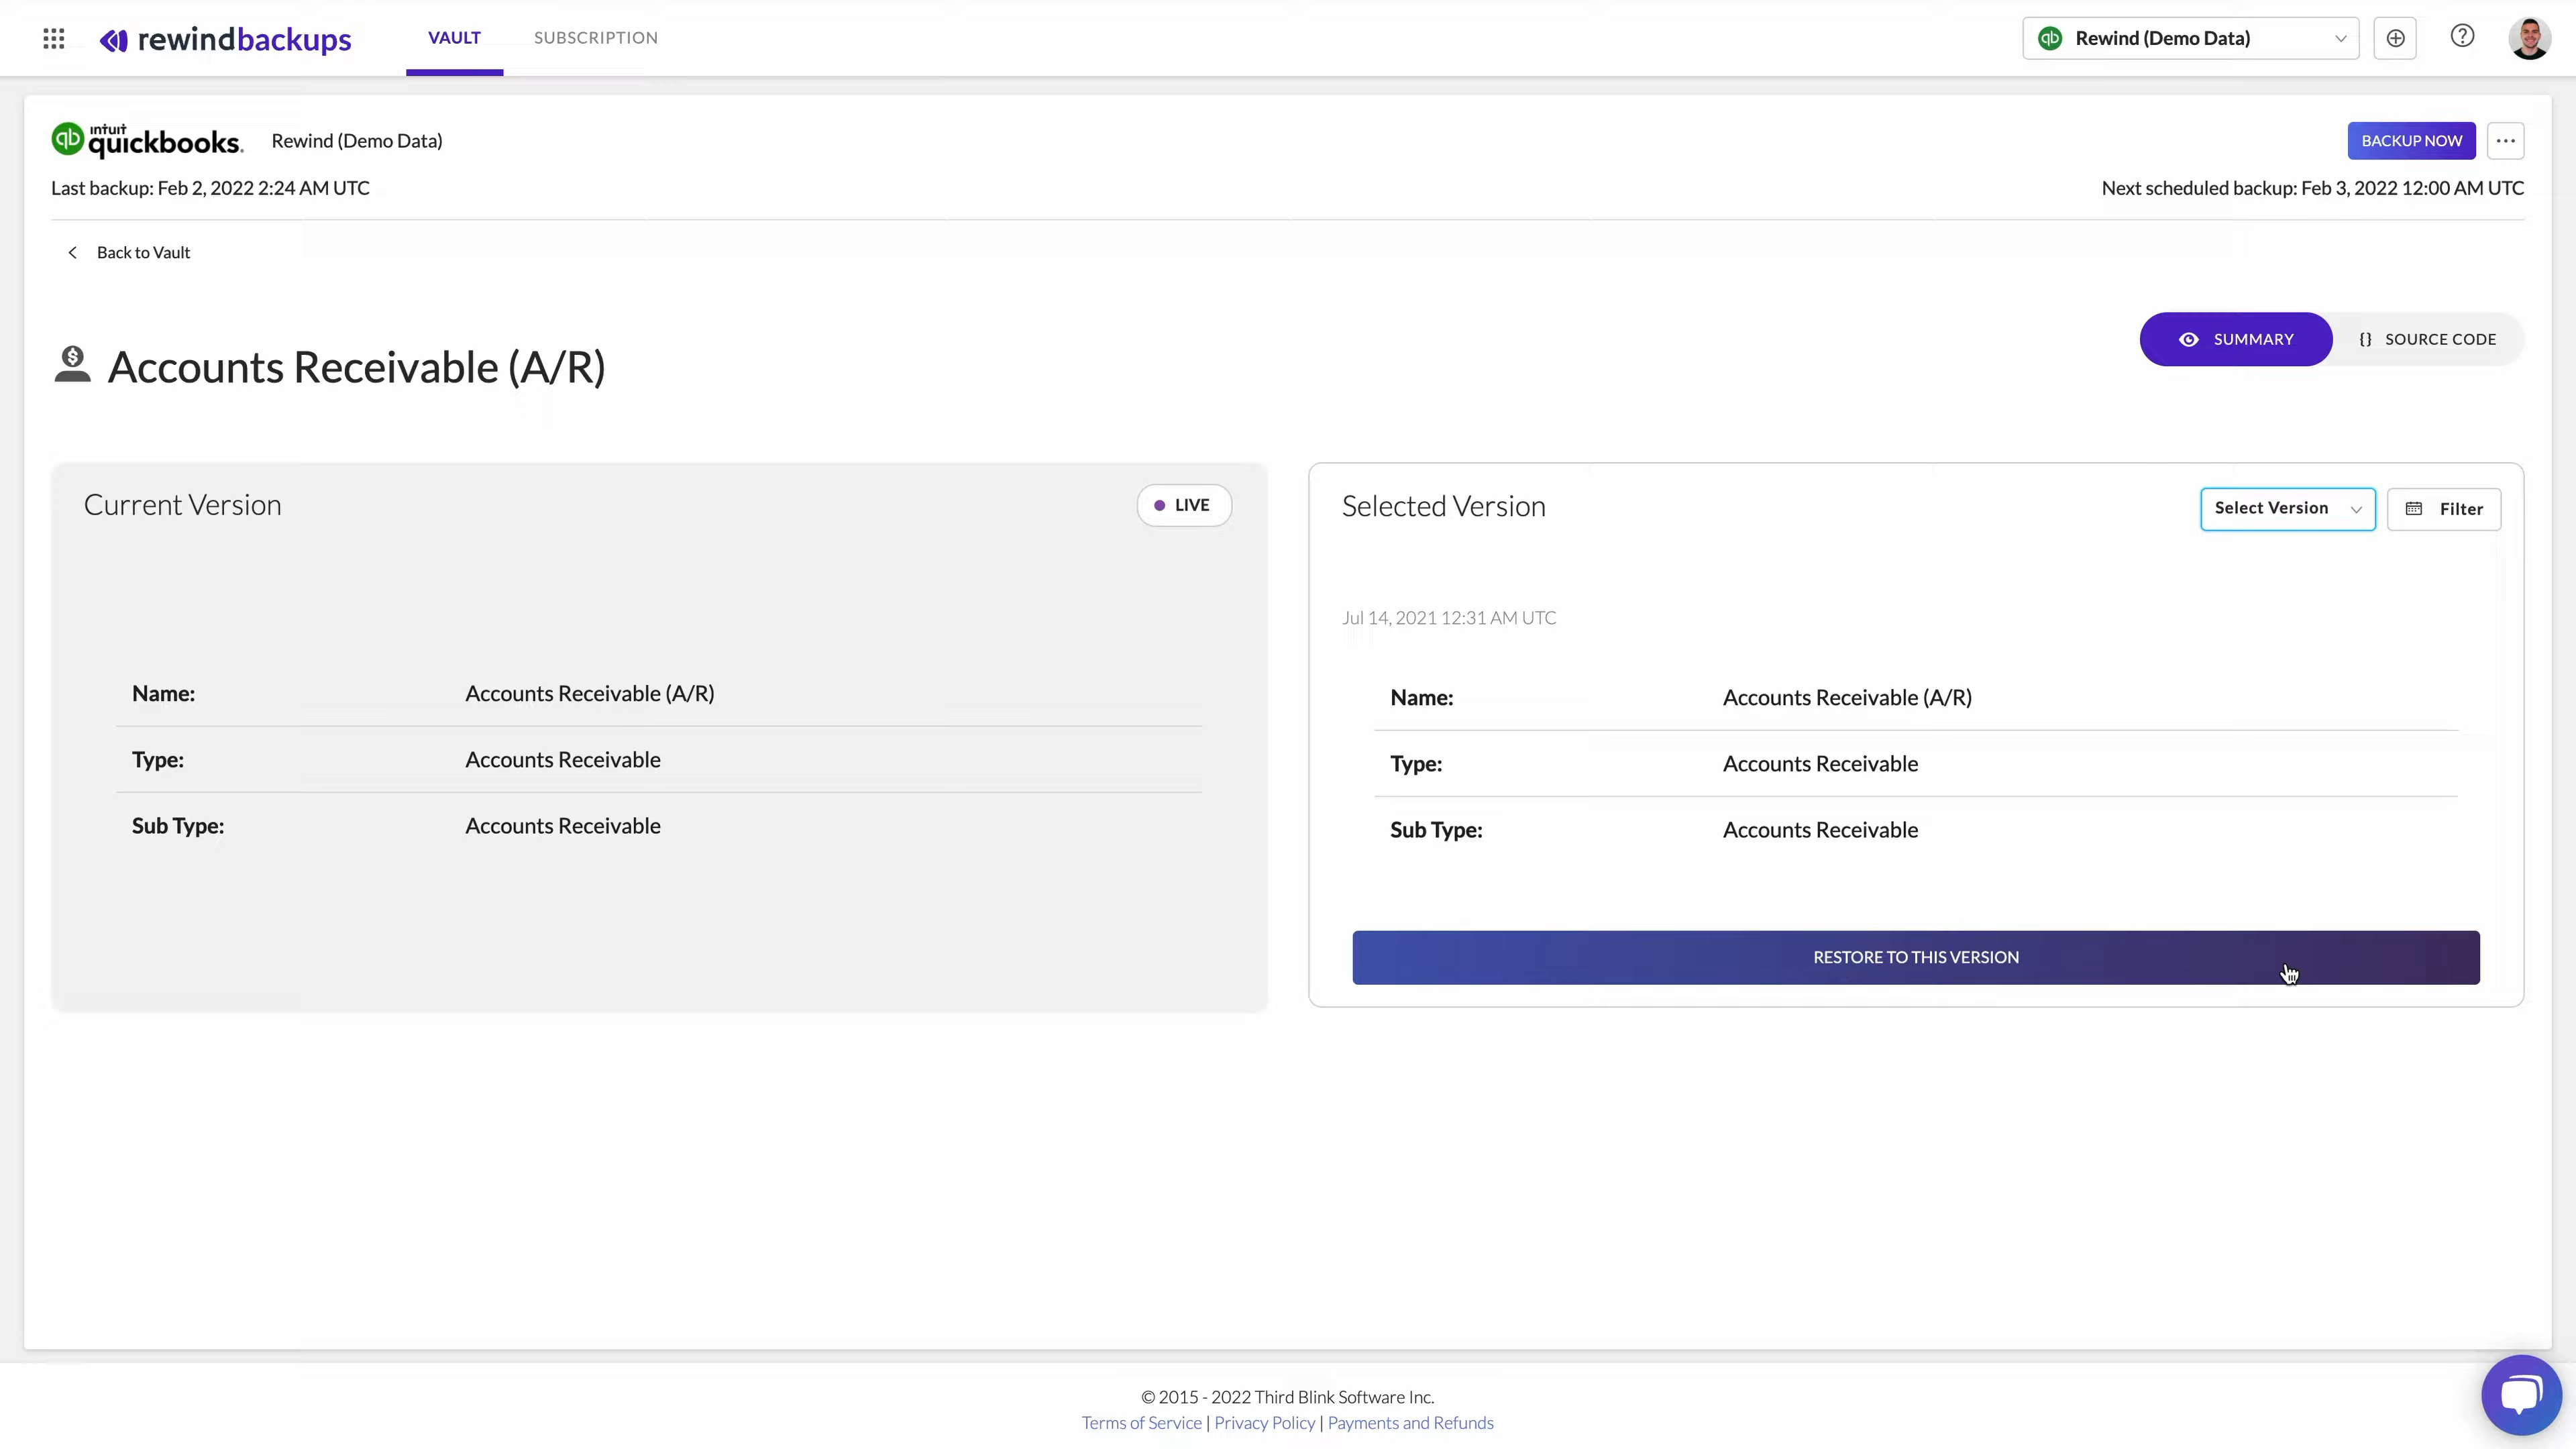 rewindbackups
VAULT
SUBSCRIPTION
qb
Rewind (Demo Data)
qb intuit quickbooks.
Rewind (Demo Data)
BACKUP NOW
Last backup: Feb 2, 2022 2:24 AM UTC
Next scheduled backup: Feb 3, 2022 12:00 AM UTC
Back to Vault
Accounts Receivable (A/R)
SUMMARY
{} SOURCE CODE
Current Version
LIVE
Name: Accounts Receivable (A/R)
Type: Accounts Receivable
Sub Type: Accounts Receivable
Selected Version
Select Version
Filter
Jul 14, 2021 12:31 AM UTC
Name: Accounts Receivable (A/R)
Type: Accounts Receivable
Sub Type: Accounts Receivable
RESTORE TO THIS VERSION
© 2015 - 2022 Third Blink Software Inc.
Terms of Service | Privacy Policy | Payments and Refunds